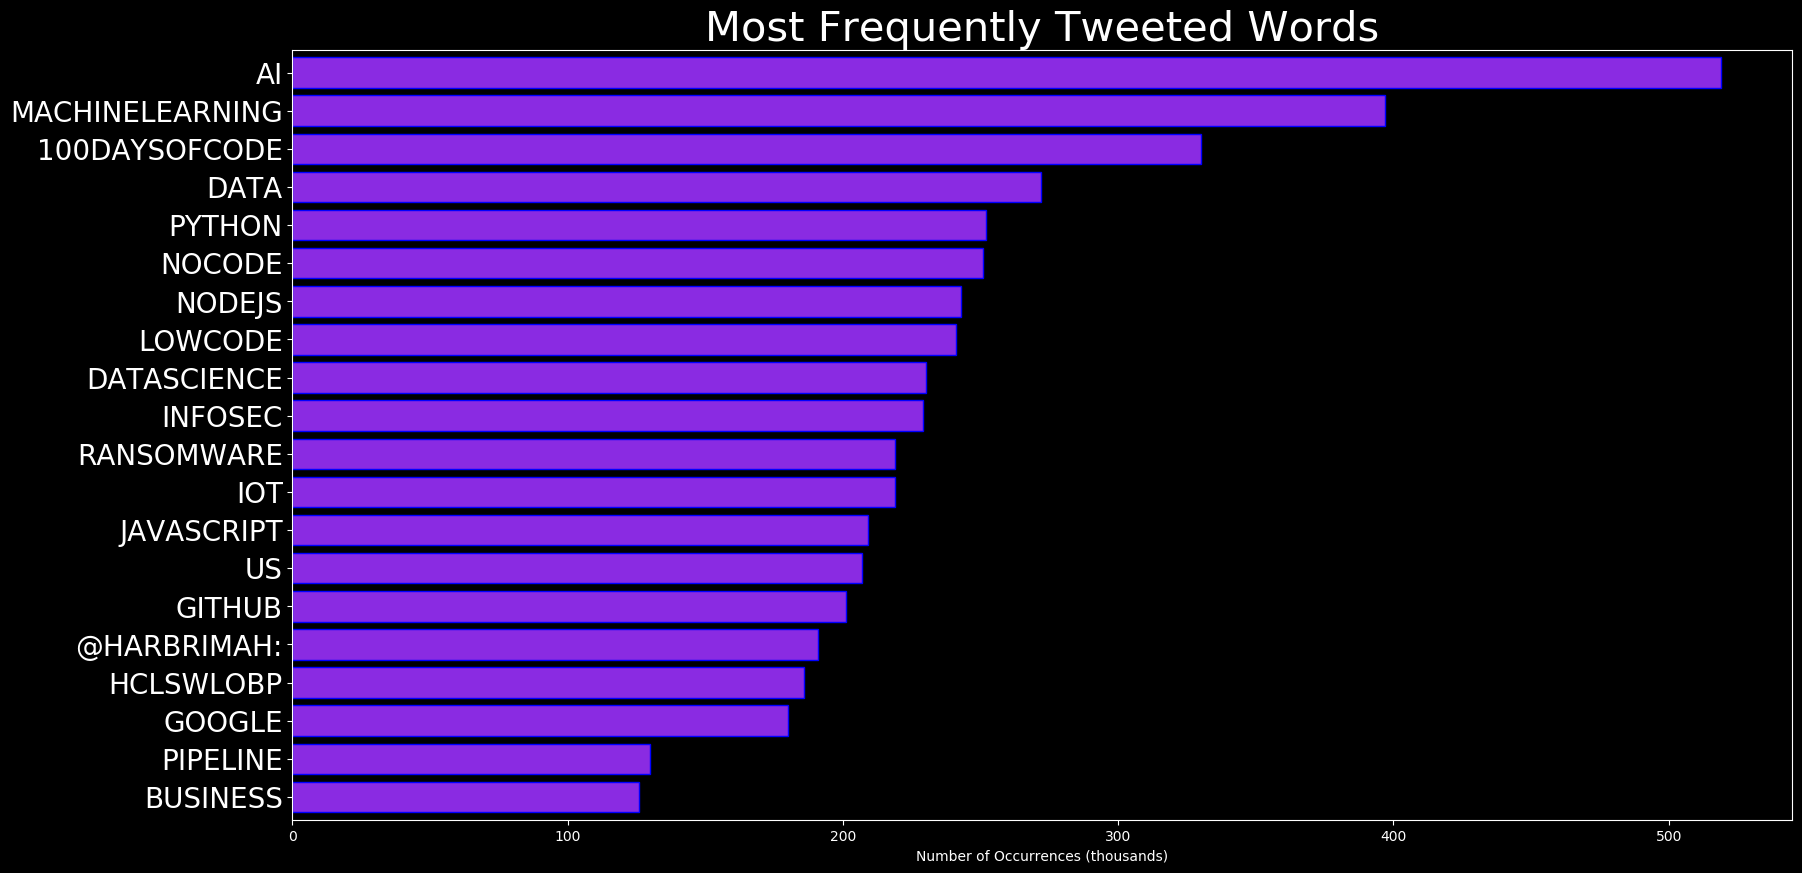 Most Frequently Tweeted Words
AI
MACHINELEARNING
100DAYSOFCODE
DATA
PYTHON
NOCODE
NODEJS
LOWCODE
DATASCIENCE
INFOSEC
RANSOMWARE
IOT
JAVASCRIPT
US
GITHUB
@HARBRIMAH:
HCLSWLOBP
GOOGLE
PIPELINE
BUSINESS
0 100 200 300 400 500
Number of Occurrences (thousands)